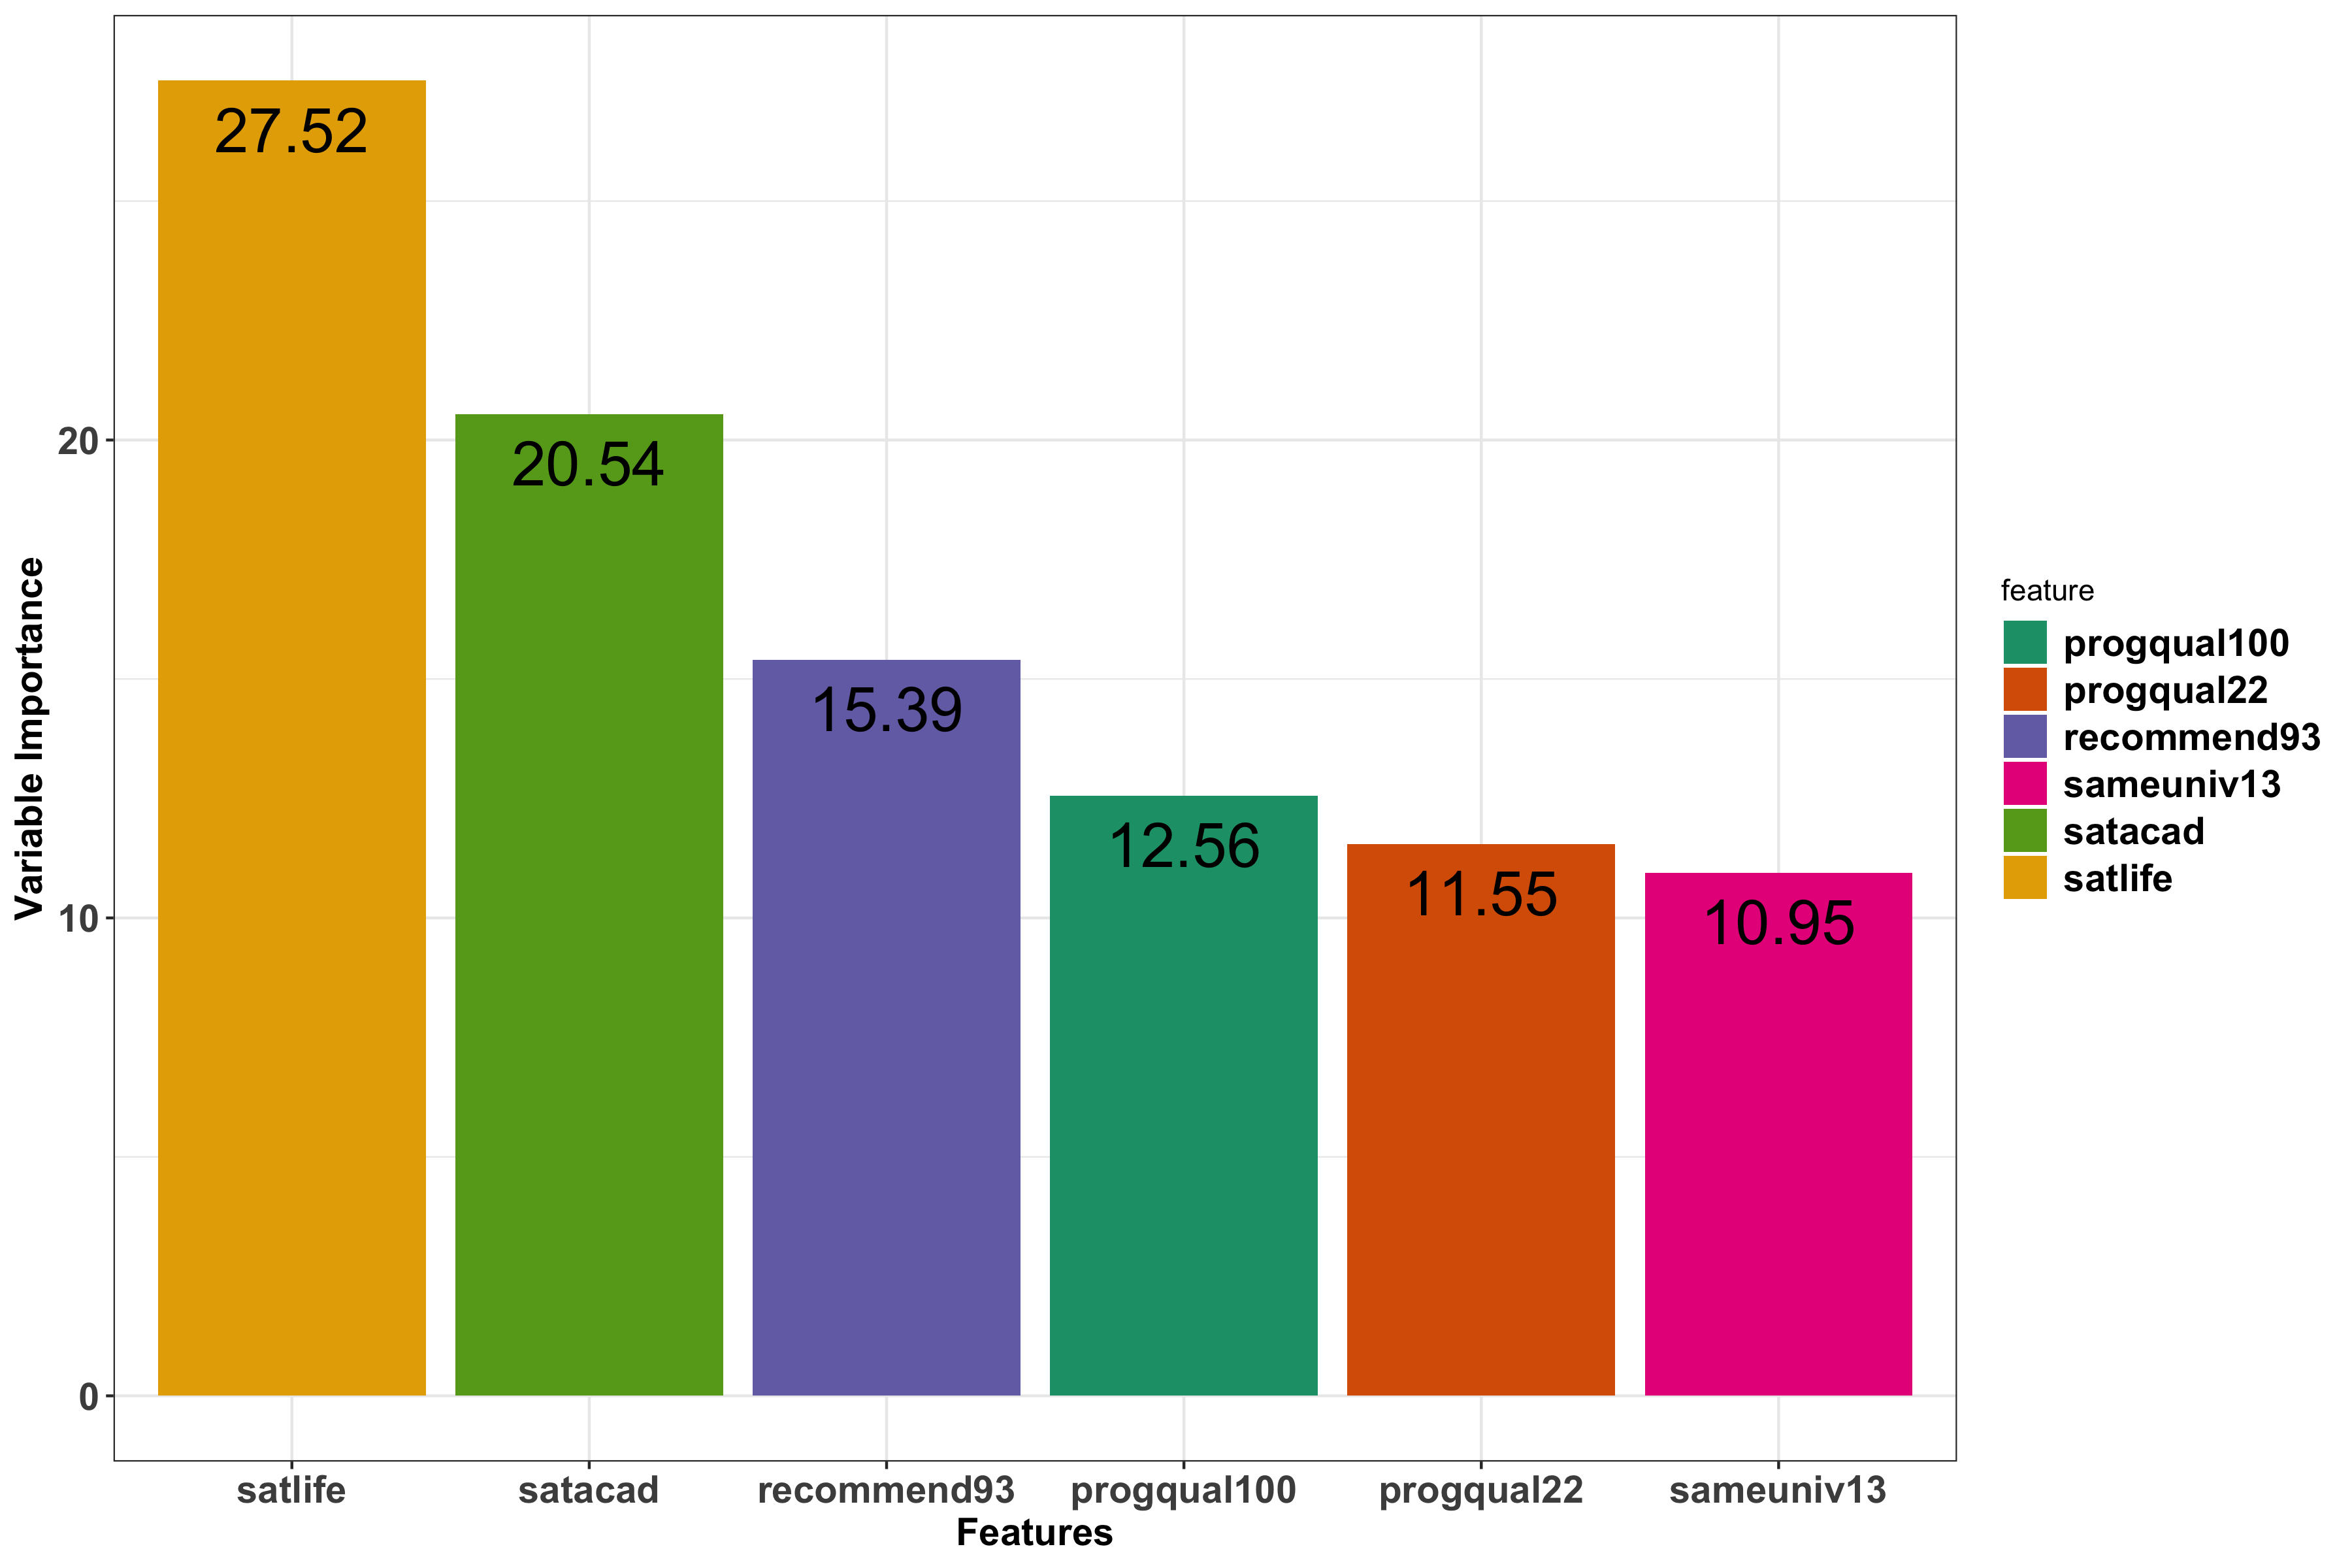 Variable Importance
20
10
0
27.52
20.54
15.39
12.56
11.55
10.95
satlife
satacad
recommend93
progqual100
progqual22
sameuniv13
Features
feature
progqual100
progqual22
recommend93
sameuniv13
satacad
satlife